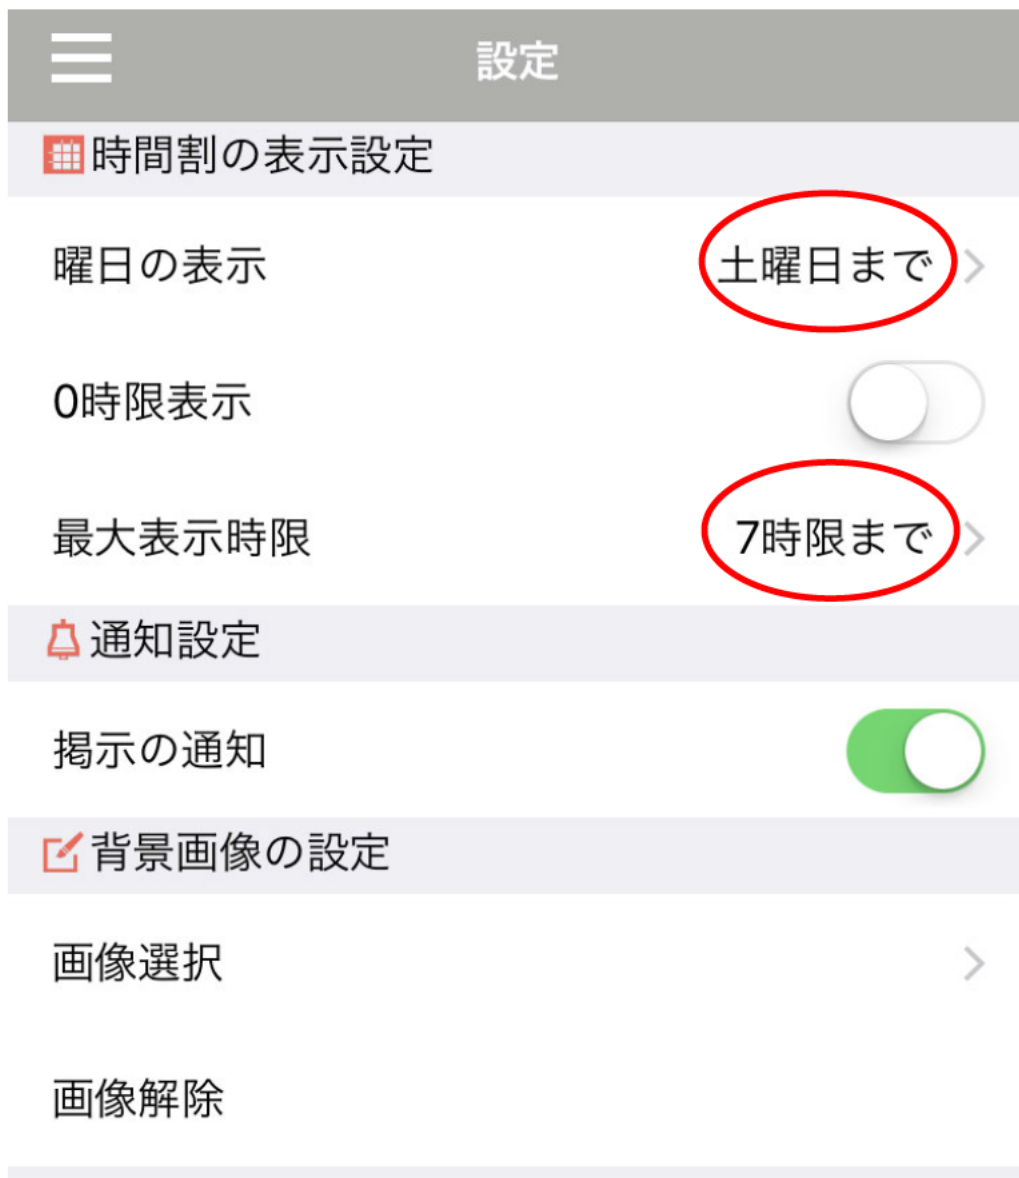 設定
時間割の表示設定
曜日の表示 土曜日まで
0時限表示
最大表示時限 7時限まで
通知設定
掲示の通知
背景画像の設定
画像選択
画像解除